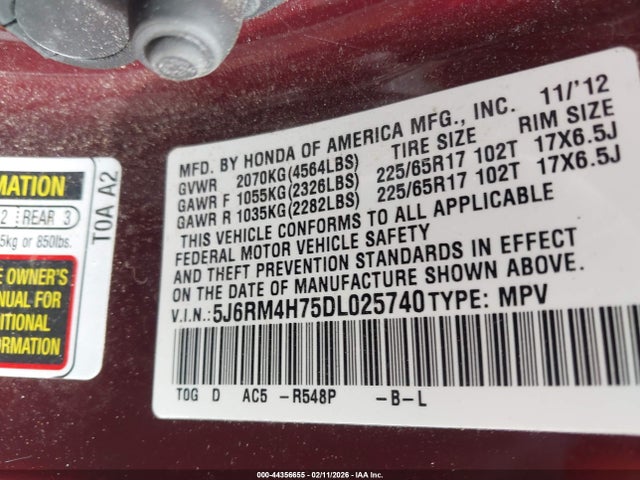 MFD. BY HONDA OF AMERICA MFG., INC. 11/'12
GVWR 2070KG(4564LBS) TIRE SIZE RIM SIZE
GAWR F 1055KG(2326LBS) 225/65R17 102T 17X6.5J
GAWR R 1035KG(2282LBS) 225/65R17 102T 17X6.5J
THIS VEHICLE CONFORMS TO ALL APPLICABLE
FEDERAL MOTOR VEHICLE SAFETY
AND THEFT PREVENTION STANDARDS IN EFFECT
ON THE DATE OF MANUFACTURE SHOWN ABOVE.
V.I.N.: 5J6RM4H75DL025740 TYPE: MPV
TOG D AC5 -R548P -B-L
MATION
2 REAR 3
5kg or 850lbs.
E OWNER'S
NUAL FOR
DITIONAL
FORMATION
T0A A2
000-44356655 - 02/11/2026 - IAA Inc.